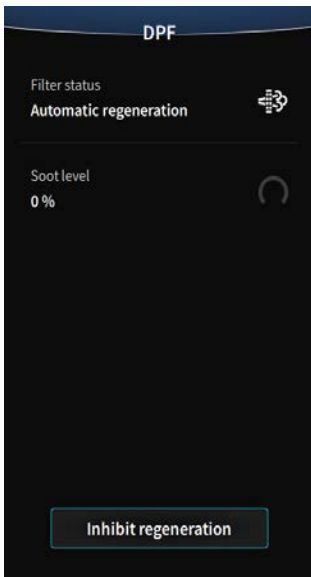 DPF
Filter status
Automatic regeneration
Soot level
0 %
Inhibit regeneration